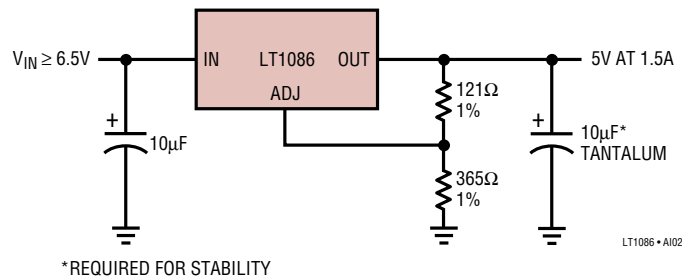 V_IN ≥ 6.5V
IN LT1086 OUT
ADJ
5V AT 1.5A
121Ω
1%
+
10μF
+
10μF*
TANTALUM
365Ω
1%
LT1086 • AI02
*REQUIRED FOR STABILITY